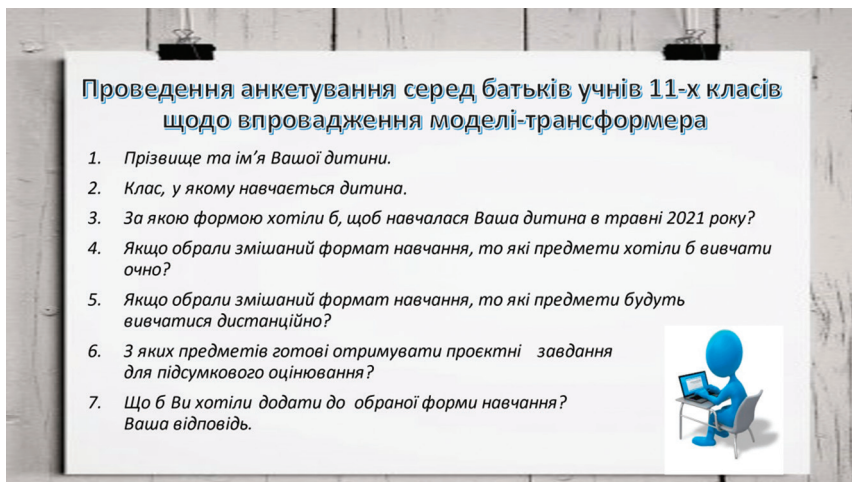 Проведення анкетування серед батьків учнів 11-х класів
щодо впровадження моделі-трансформера
1. Прізвище та ім’я Вашої дитини.
2. Клас, у якому навчається дитина.
3. За якою формою хотіли б, щоб навчалася Ваша дитина в травні 2021 року?
4. Якщо обрали змішаний формат навчання, то які предмети хотіли б вивчати
очно?
5. Якщо обрали змішаний формат навчання, то які предмети будуть
вивчатися дистанційно?
6. З яких предметів готові отримувати проєктні завдання
для підсумкового оцінювання?
7. Що б Ви хотіли додати до обраної форми навчання?
Ваша відповідь.